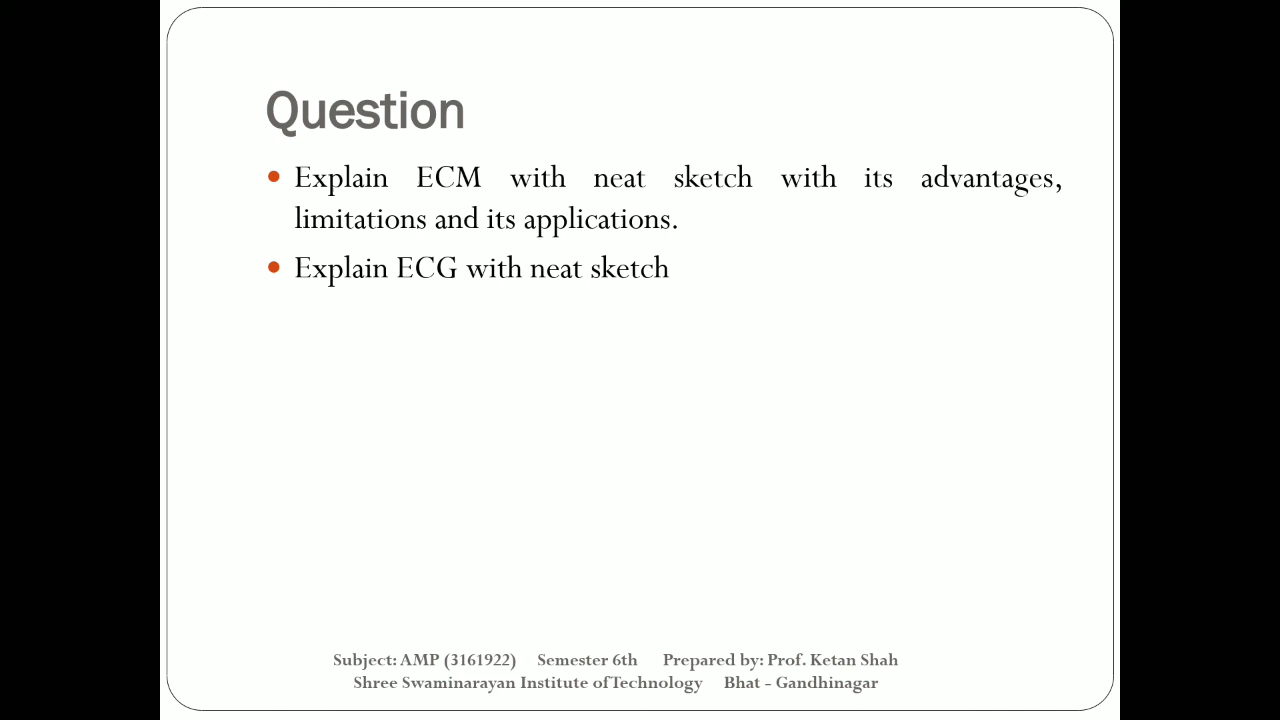 Question
Explain ECM with neat sketch with its advantages,
limitations and its applications.
Explain ECG with neat sketch
Subject: AMP (3161922) Semester 6th Prepared by: Prof. Ketan Shah
Shree Swaminarayan Institute of Technology Bhat - Gandhinagar